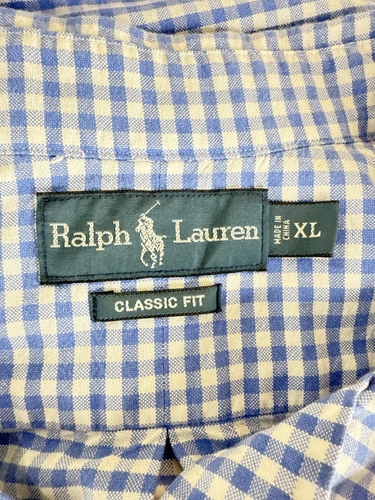 Ralph Lauren
MADE IN
CHINA
XL
CLASSIC FIT